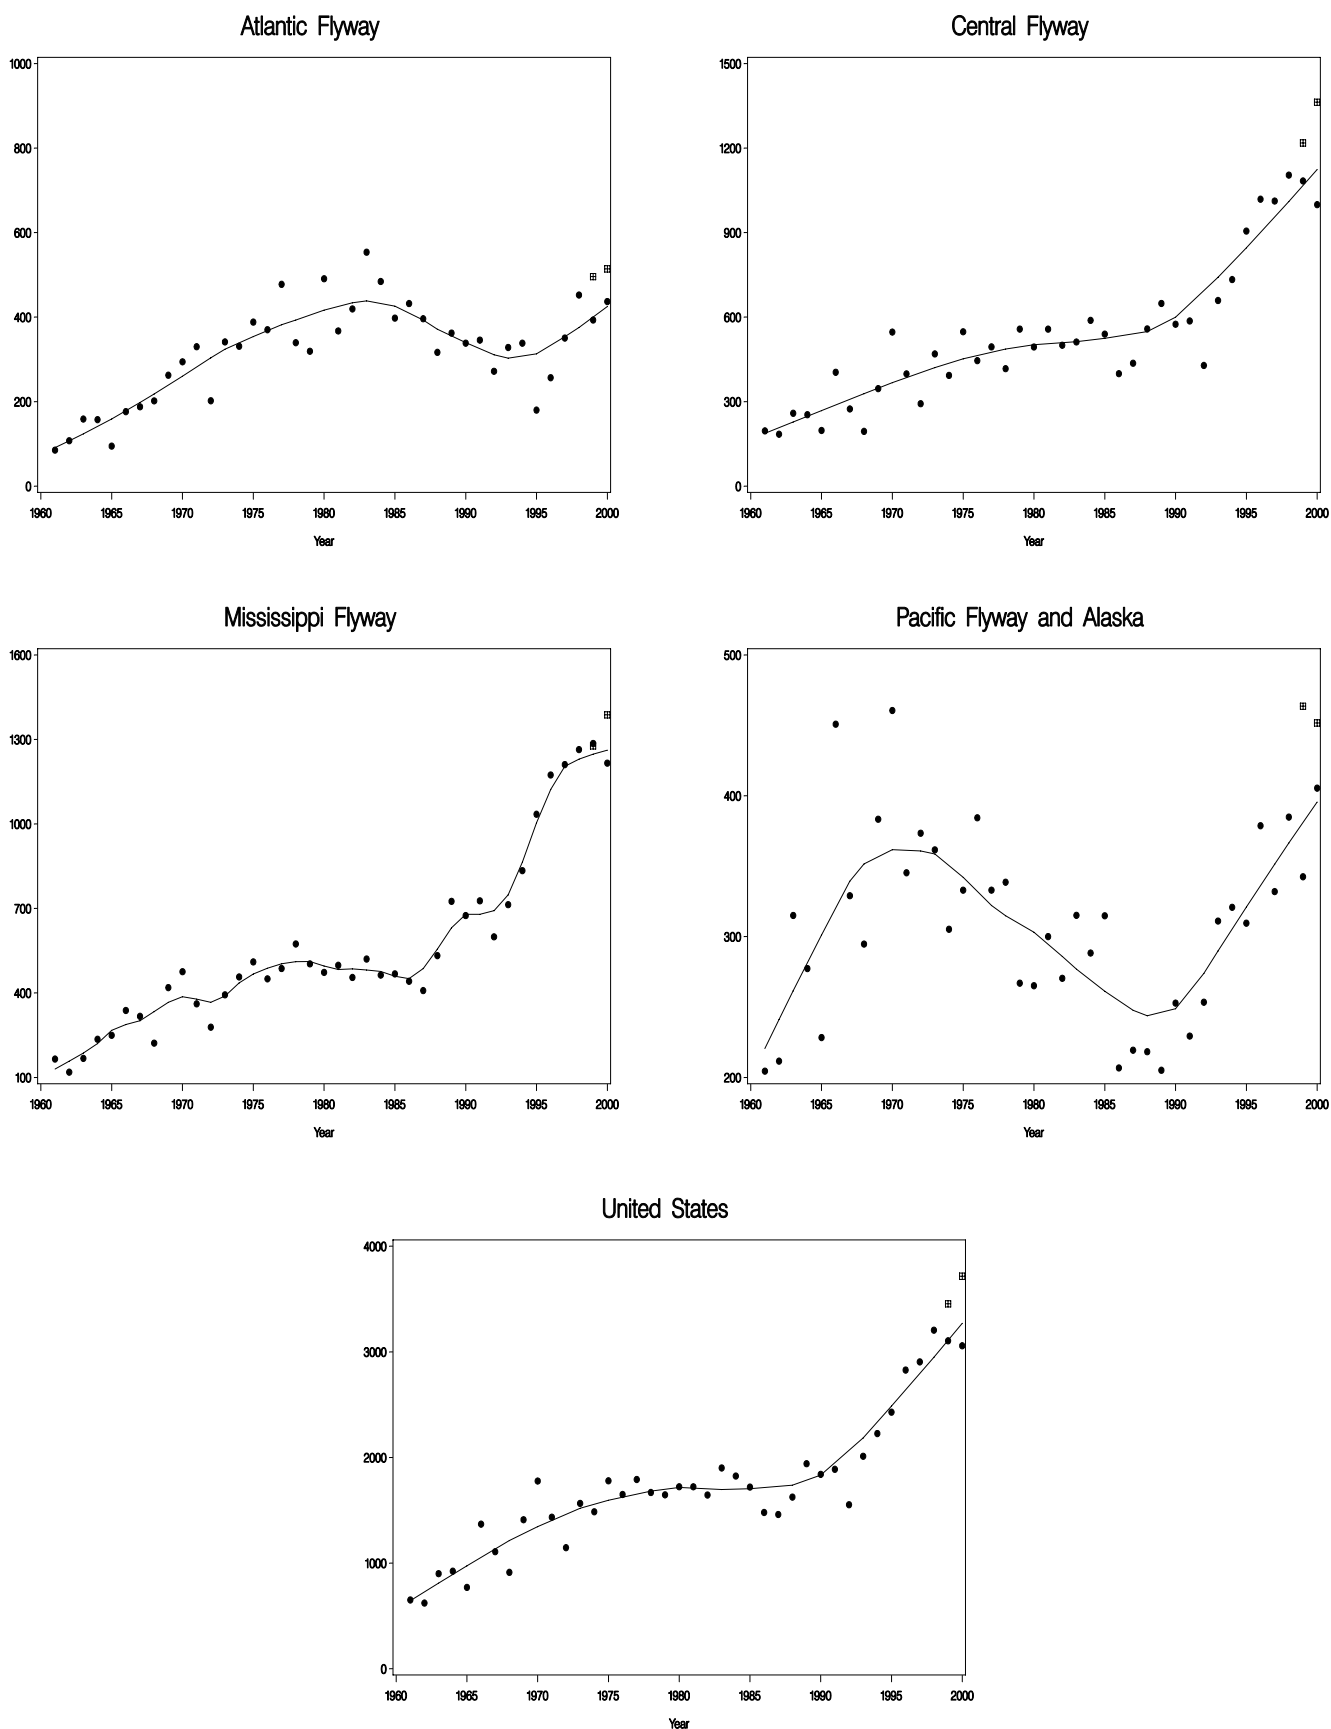 Atlantic Flyway
1000
800
600
400
200
0
1960 1965 1970 1975 1980 1985 1990 1995 2000
Year
Central Flyway
1500
1200
900
600
300
0
1960 1965 1970 1975 1980 1985 1990 1995 2000
Year
Mississippi Flyway
1600
1300
1000
700
400
100
1960 1965 1970 1975 1980 1985 1990 1995 2000
Year
Pacific Flyway and Alaska
500
400
300
200
1960 1965 1970 1975 1980 1985 1990 1995 2000
Year
United States
4000
3000
2000
1000
0
1960 1965 1970 1975 1980 1985 1990 1995 2000
Year